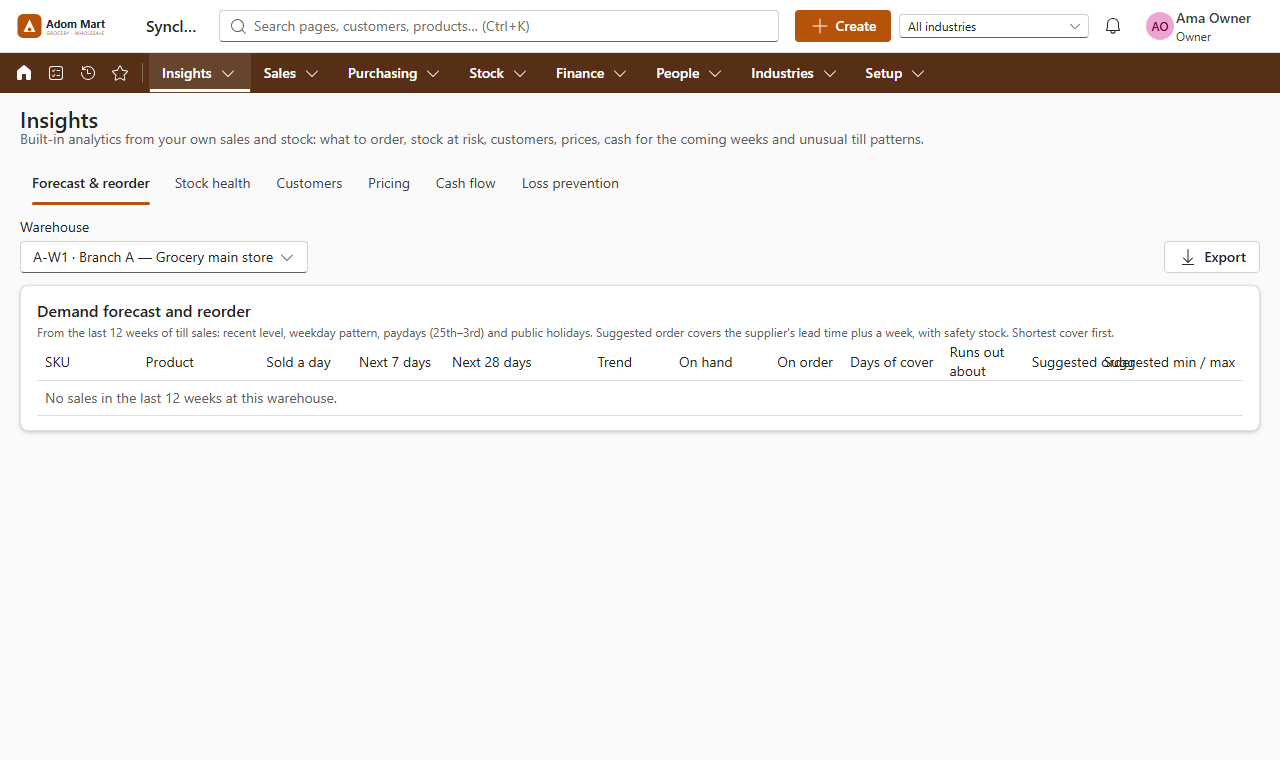 Adom Mart
GROCERY · WHOLESALE
Syncl...
Search pages, customers, products... (Ctrl+K)
Create
All industries
AO
Ama Owner
Owner
Insights
Sales
Purchasing
Stock
Finance
People
Industries
Setup
Insights
Built-in analytics from your own sales and stock: what to order, stock at risk, customers, prices, cash for the coming weeks and unusual till patterns.
Forecast & reorder
Stock health
Customers
Pricing
Cash flow
Loss prevention
Warehouse
A-W1 · Branch A — Grocery main store
Export
Demand forecast and reorder
From the last 12 weeks of till sales: recent level, weekday pattern, paydays (25th–3rd) and public holidays. Suggested order covers the supplier's lead time plus a week, with safety stock. Shortest cover first.
SKU
Product
Sold a day
Next 7 days
Next 28 days
Trend
On hand
On order
Days of cover
Runs out
about
Suggested order
Suggested min / max
No sales in the last 12 weeks at this warehouse.